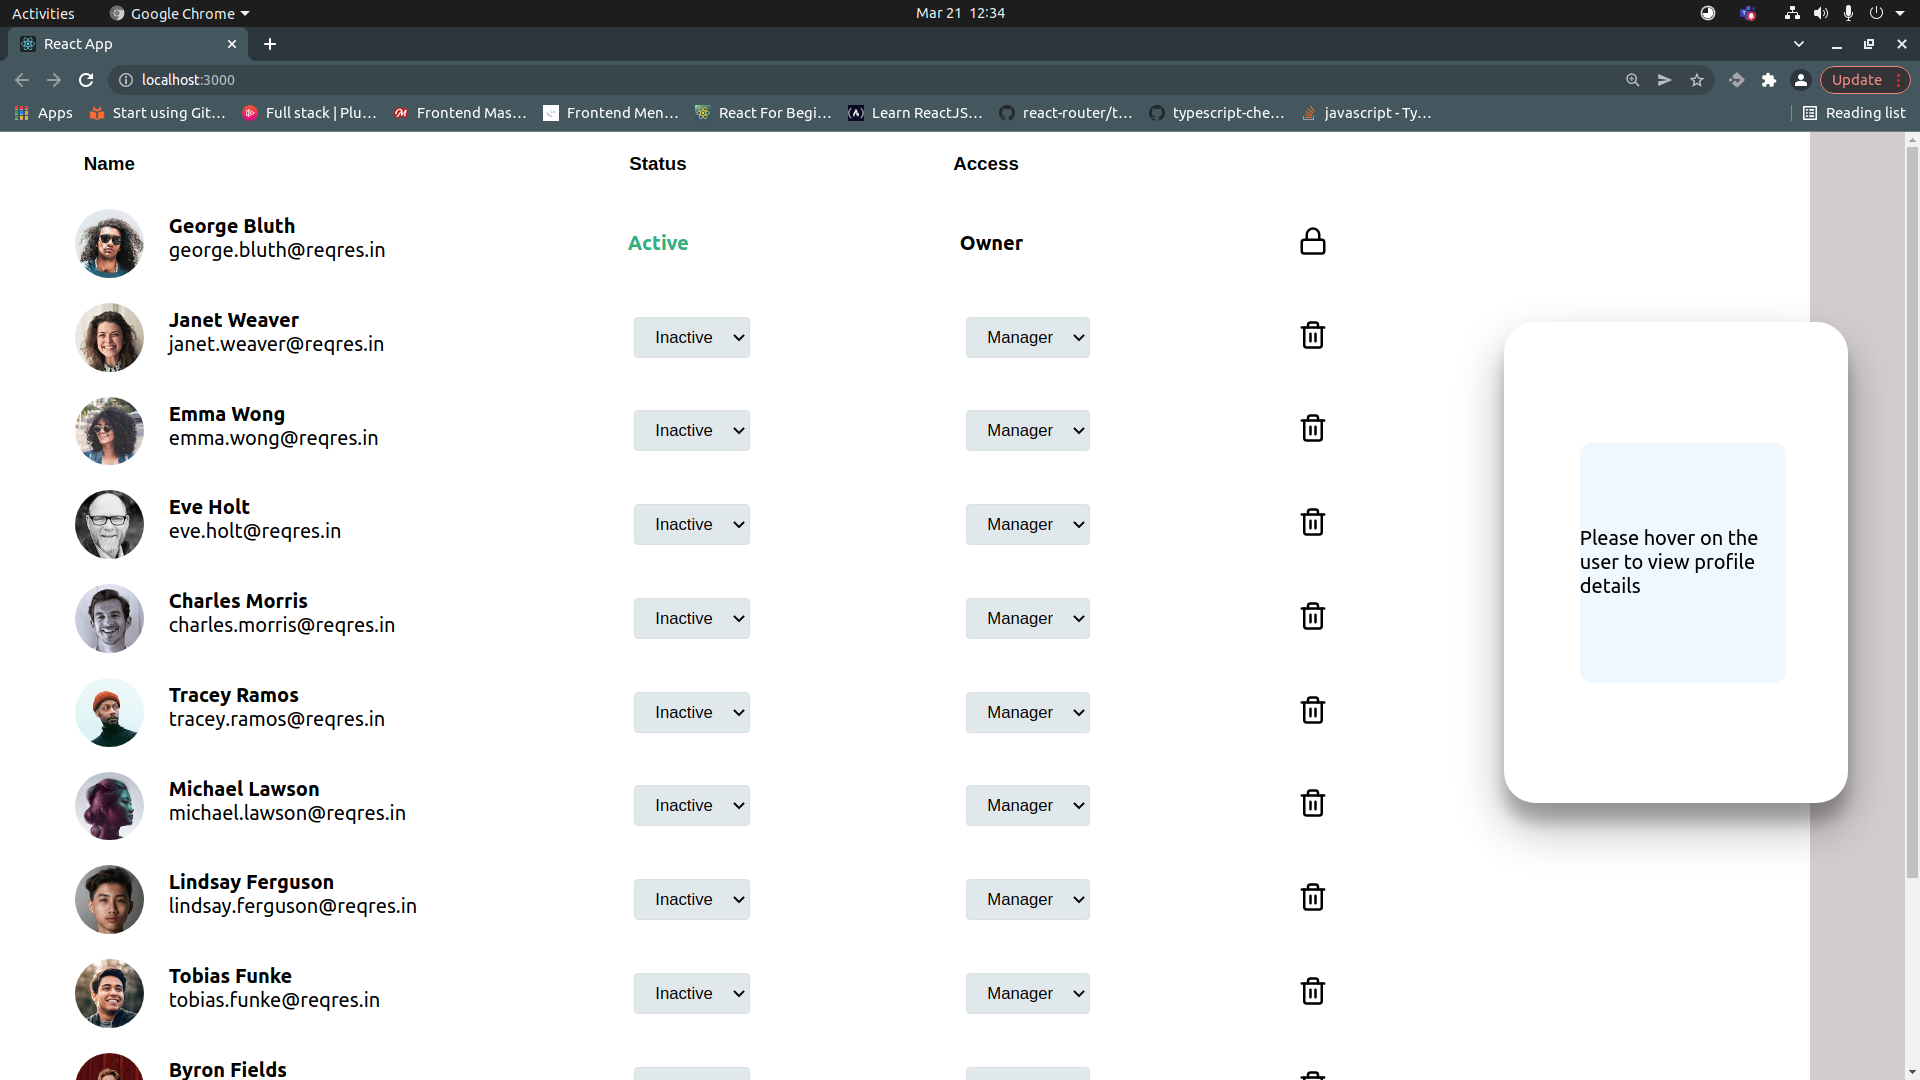 Activities
Google Chrome
Mar 21 12:34
React App
localhost:3000
Update
Apps
Start using Git...
Full stack | Plu...
Frontend Mas...
Frontend Men...
React For Begi...
Learn ReactJS...
react-router/t...
typescript-che...
javascript - Ty...
Reading list
Name Status Access
George Bluth
george.bluth@reqres.in
Active Owner
Janet Weaver
janet.weaver@reqres.in
Inactive Manager
Emma Wong
emma.wong@reqres.in
Inactive Manager
Eve Holt
eve.holt@reqres.in
Inactive Manager
Charles Morris
charles.morris@reqres.in
Inactive Manager
Tracey Ramos
tracey.ramos@reqres.in
Inactive Manager
Michael Lawson
michael.lawson@reqres.in
Inactive Manager
Lindsay Ferguson
lindsay.ferguson@reqres.in
Inactive Manager
Tobias Funke
tobias.funke@reqres.in
Inactive Manager
Byron Fields
Please hover on the
user to view profile
details